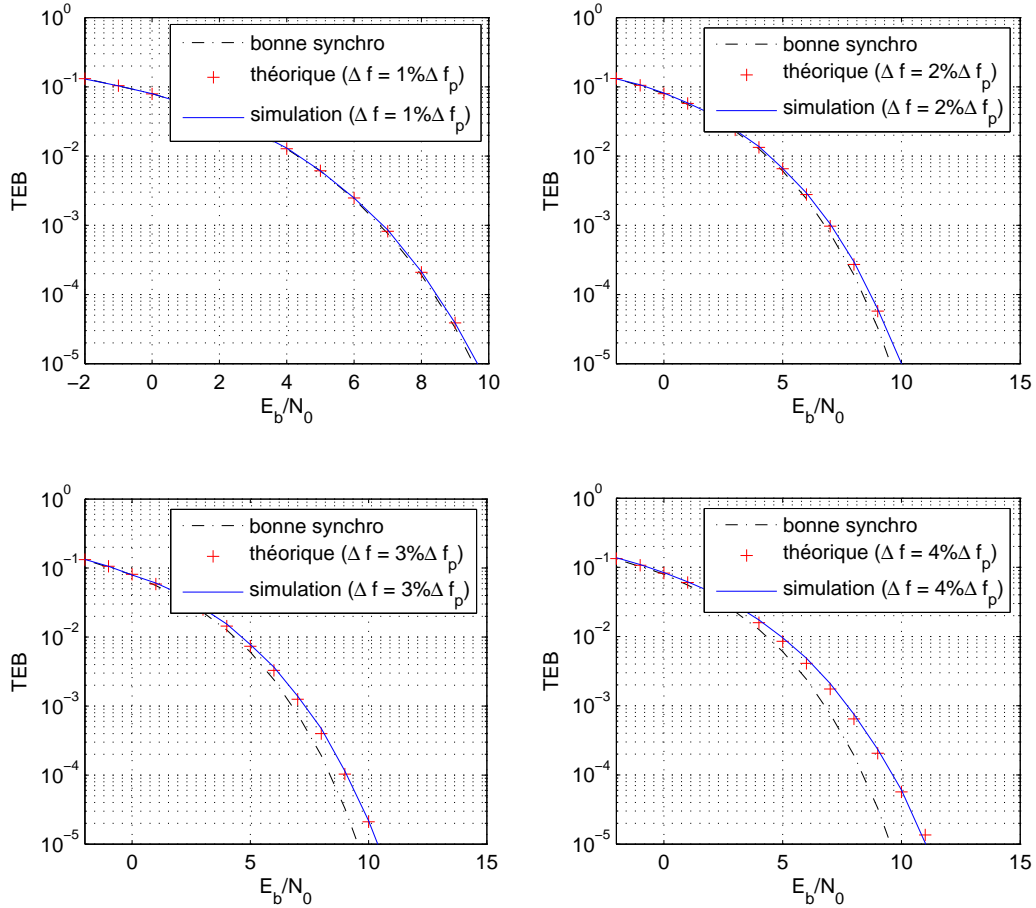 10^0
10^-1
10^-2
10^-3
10^-4
10^-5
TEB
−2
0
2
4
6
8
10
E_b/N_0
bonne synchro
théorique (Δ f = 1%Δ f_p)
simulation (Δ f = 1%Δ f_p)
10^0
10^-1
10^-2
10^-3
10^-4
10^-5
TEB
0
5
10
15
E_b/N_0
bonne synchro
théorique (Δ f = 2%Δ f_p)
simulation (Δ f = 2%Δ f_p)
10^0
10^-1
10^-2
10^-3
10^-4
10^-5
TEB
0
5
10
15
E_b/N_0
bonne synchro
théorique (Δ f = 3%Δ f_p)
simulation (Δ f = 3%Δ f_p)
10^0
10^-1
10^-2
10^-3
10^-4
10^-5
TEB
0
5
10
15
E_b/N_0
bonne synchro
théorique (Δ f = 4%Δ f_p)
simulation (Δ f = 4%Δ f_p)